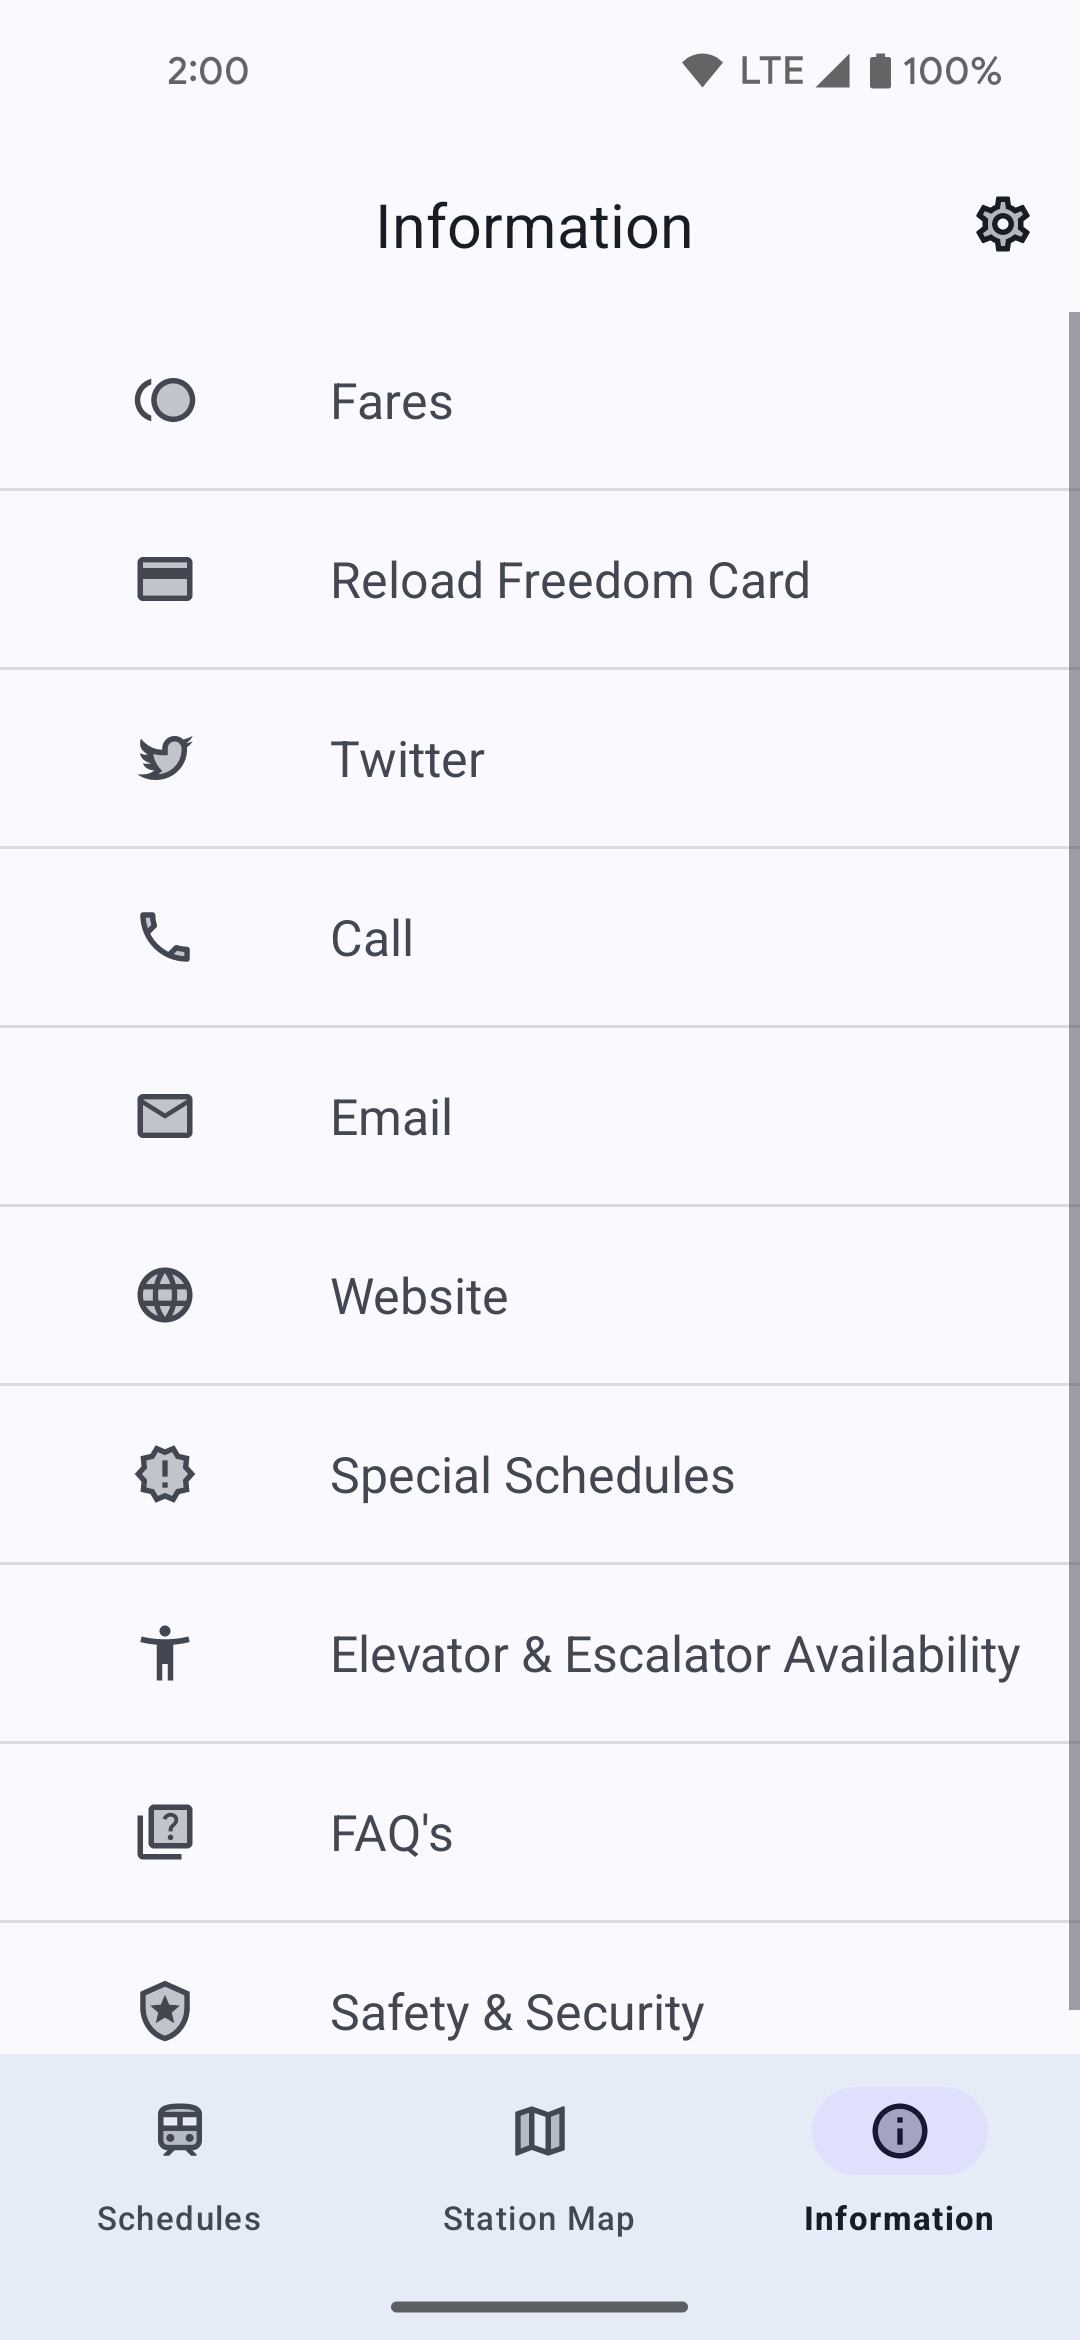 2:00 LTE 100%
Information
Fares
Reload Freedom Card
Twitter
Call
Email
Website
Special Schedules
Elevator & Escalator Availability
FAQ's
Safety & Security
Schedules Station Map Information